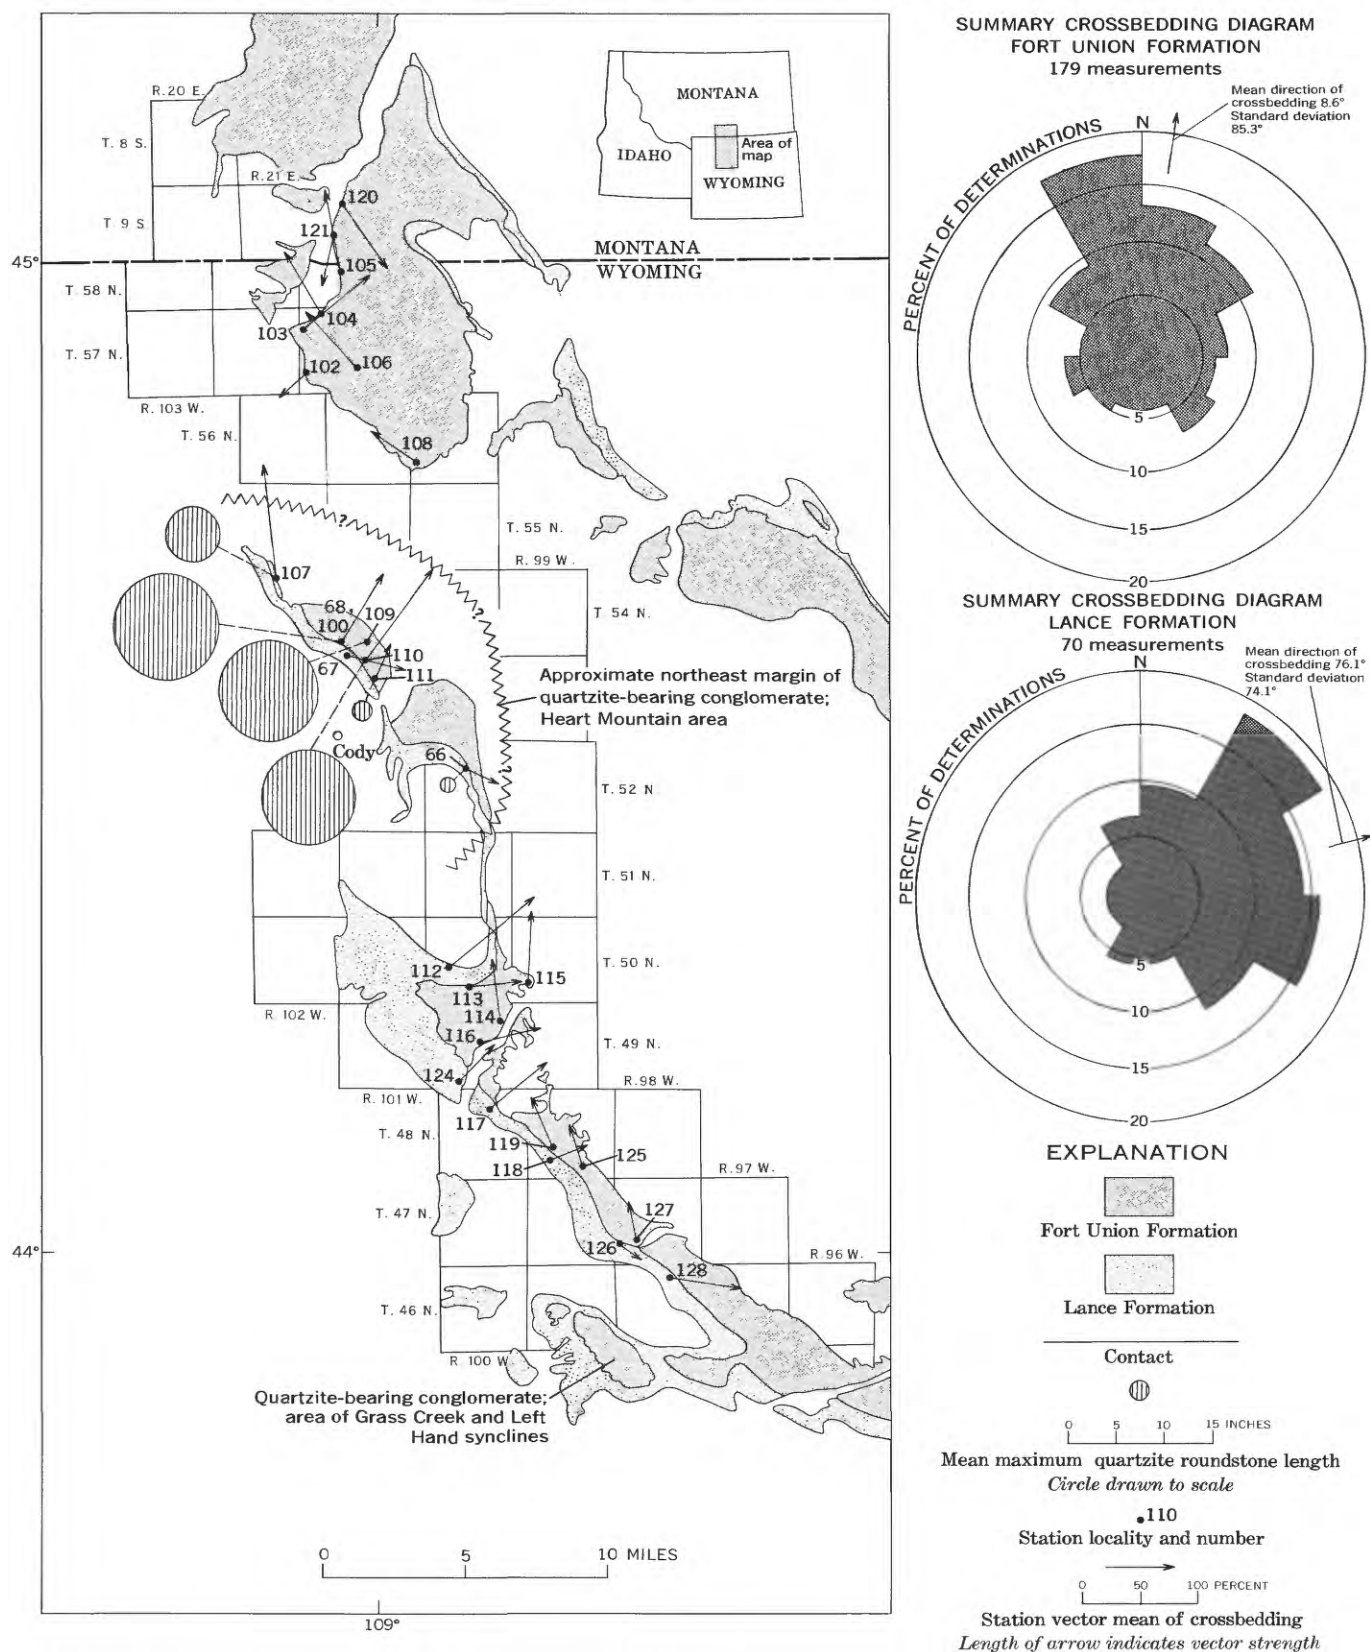 SUMMARY CROSSBEDDING DIAGRAM
FORT UNION FORMATION
179 measurements
Mean direction of
crossbedding 8.6°
Standard deviation
85.3°
N
PERCENT OF DETERMINATIONS
5
10
15
20
SUMMARY CROSSBEDDING DIAGRAM
LANCE FORMATION
70 measurements
Mean direction of
crossbedding 76.1°
Standard deviation
74.1°
N
PERCENT OF DETERMINATIONS
5
10
15
20
EXPLANATION
Fort Union Formation
Lance Formation
Contact
0 5 10 15 INCHES
Mean maximum quartzite roundstone length
Circle drawn to scale
110
Station locality and number
0 50 100 PERCENT
Station vector mean of crossbedding
Length of arrow indicates vector strength
MONTANA
IDAHO
WYOMING
Area of
map
R. 20 E.
T. 8 S.
R. 21 E.
T. 9 S.
120
121
105
45°
MONTANA
WYOMING
T. 58 N.
104
103
T. 57 N.
102
106
R. 103 W.
T. 56 N.
108
?
T. 55 N.
R. 99 W.
107
68,
100
109
T. 54 N.
?
67
110
111
Approximate northeast margin of
quartzite-bearing conglomerate;
Heart Mountain area
Cody
66
T. 52 N.
T. 51 N.
112
T. 50 N.
115
113
R. 102 W.
114
116
T. 49 N.
124
R. 98 W.
R. 101 W.
117
T. 48 N.
119
118
125
R. 97 W.
T. 47 N.
127
126
44°
R. 96 W.
128
T. 46 N.
R. 100 W.
Quartzite-bearing conglomerate;
area of Grass Creek and Left
Hand synclines
0 5 10 MILES
109°